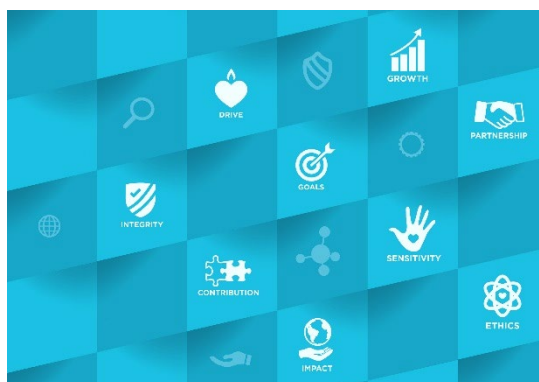 GROWTH
DRIVE
PARTNERSHIP
GOALS
INTEGRITY
SENSITIVITY
CONTRIBUTION
ETHICS
IMPACT